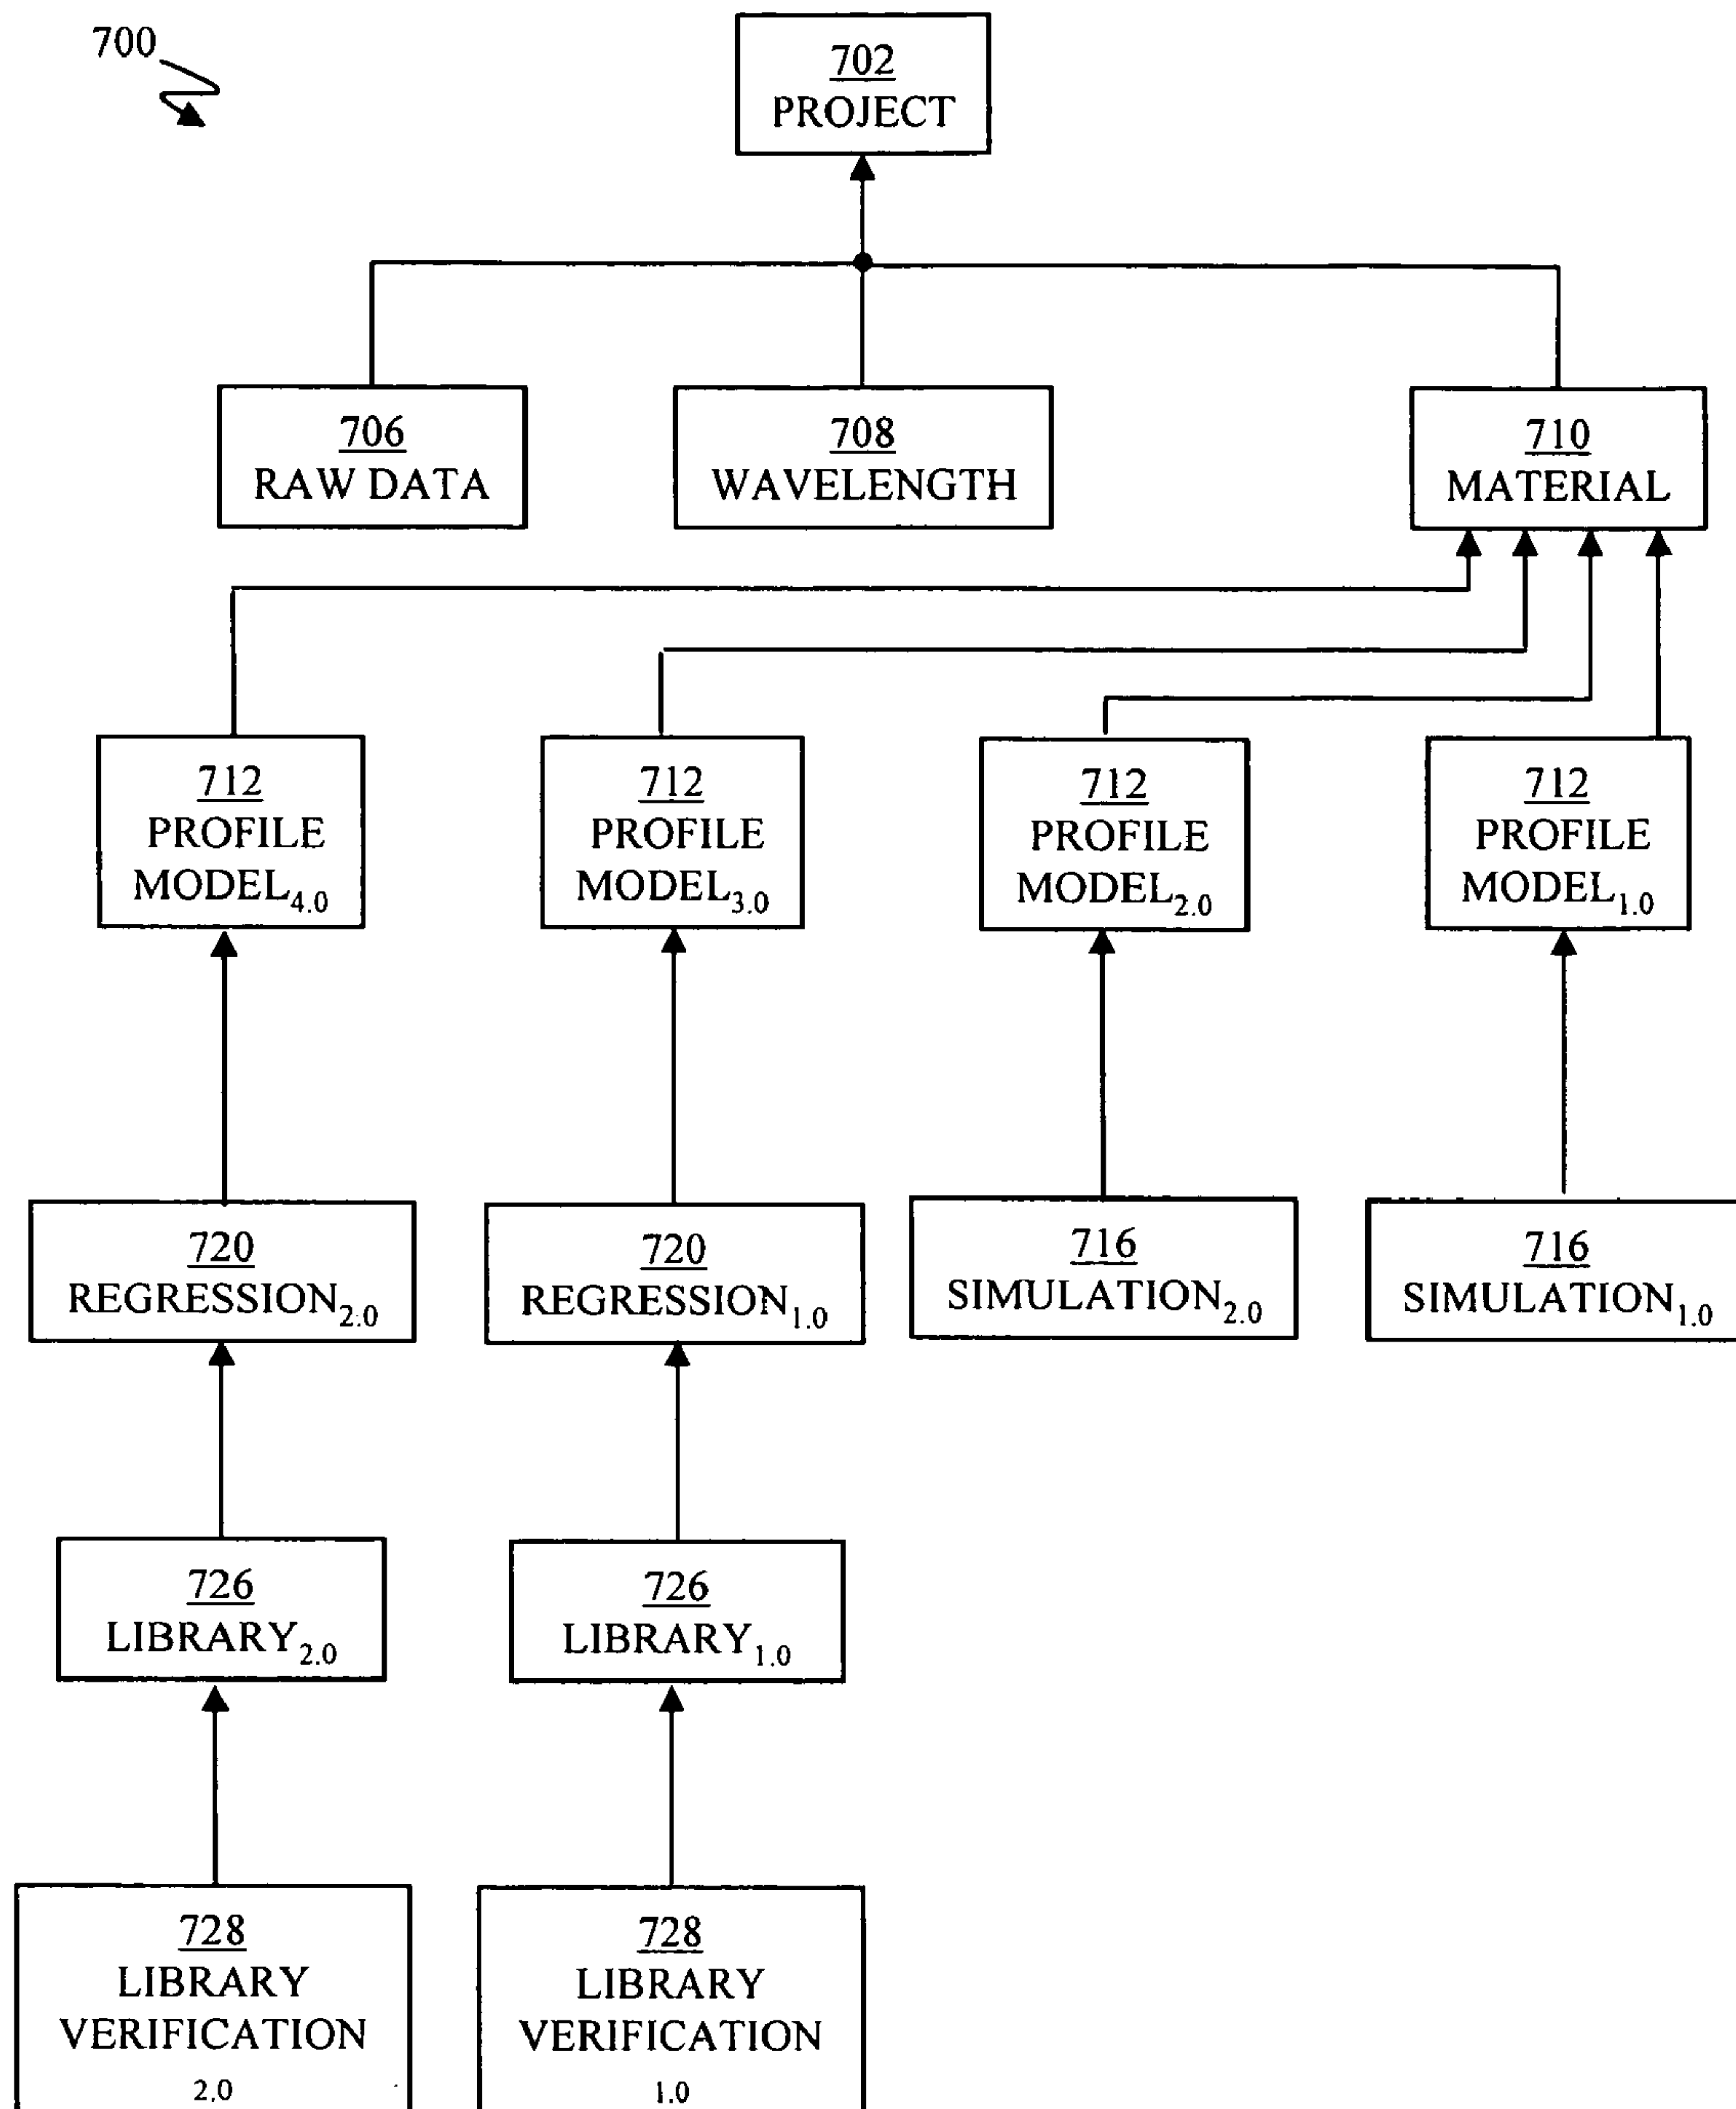 700
702
PROJECT
706
RAW DATA
708
WAVELENGTH
710
MATERIAL
712
PROFILE
MODEL4.0
712
PROFILE
MODEL3.0
712
PROFILE
MODEL2.0
712
PROFILE
MODEL1.0
720
REGRESSION2.0
720
REGRESSION1.0
716
SIMULATION2.0
716
SIMULATION1.0
726
LIBRARY2.0
726
LIBRARY1.0
728
LIBRARY
VERIFICATION
2.0
728
LIBRARY
VERIFICATION
1.0